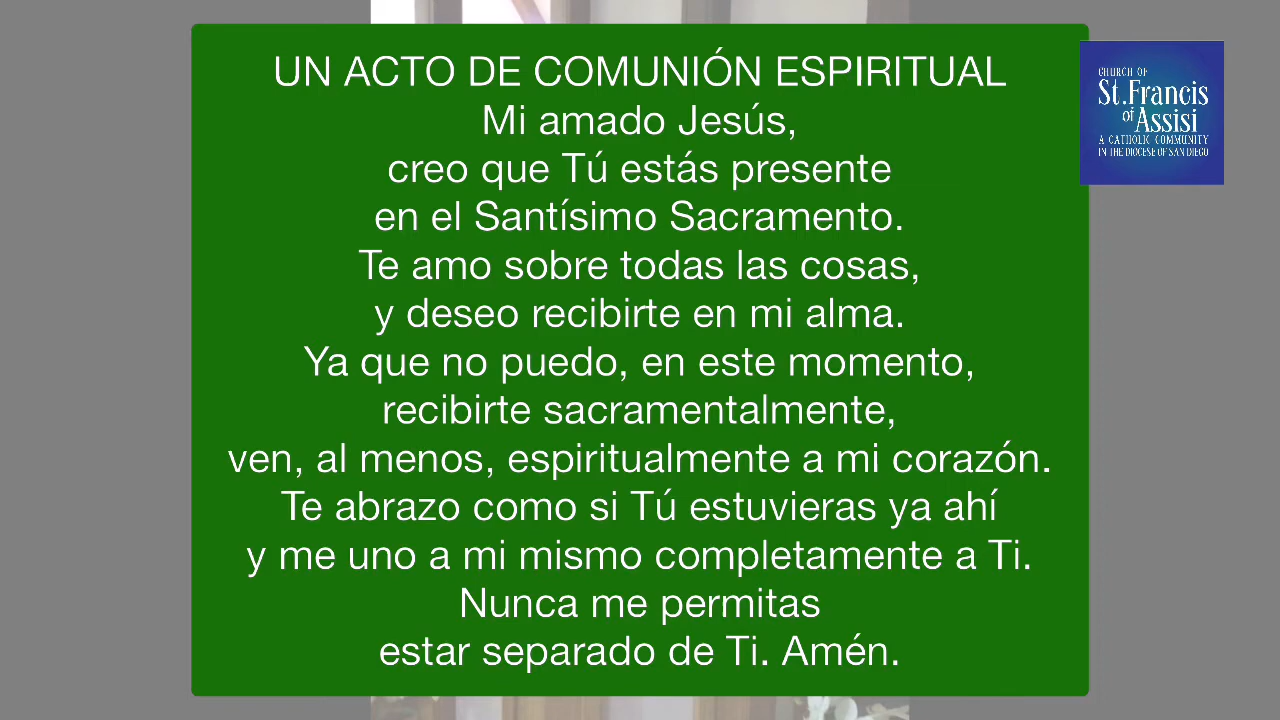 UN ACTO DE COMUNIÓN ESPIRITUAL
Mi amado Jesús,
creo que Tú estás presente
en el Santísimo Sacramento.
Te amo sobre todas las cosas,
y deseo recibirte en mi alma.
Ya que no puedo, en este momento,
recibirte sacramentalmente,
ven, al menos, espiritualmente a mi corazón.
Te abrazo como si Tú estuvieras ya ahí
y me uno a mi mismo completamente a Ti.
Nunca me permitas
estar separado de Ti. Amén.
CHURCH OF
St. Francis
of Assisi
A CATHOLIC COMMUNITY
IN THE DIOCESE OF SAN DIEGO